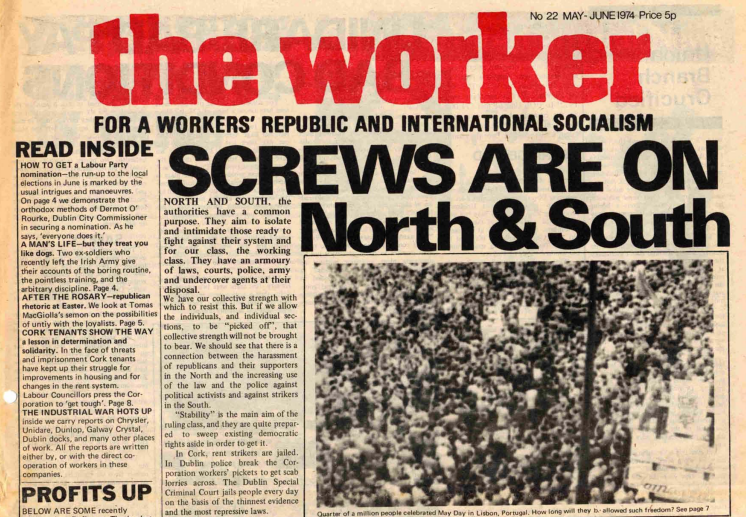 No 22 MAY-JUNE 1974 Price 5p
the worker
FOR A WORKERS' REPUBLIC AND INTERNATIONAL SOCIALISM
READ INSIDE
HOW TO GET a Labour Party
nomination—the run-up to the local
elections in June is marked by the
usual intrigues and manoeuvres.
On page 4 we demonstrate the
orthodox methods of Dermot O'
Rourke, Dublin City Commissioner
in securing a nomination. As he
says, 'everyone does it.'
A MAN'S LIFE—but they treat you
like dogs. Two ex-soldiers who
recently left the Irish Army give
their accounts of the boring routine,
the pointless training, and the
arbitrary discipline. Page 4.
AFTER THE ROSARY—republican
rhetoric at Easter. We look at Tomas
MacGiolla's semon on the possibilities
of untiy with the loyalists. Page 5.
CORK TENANTS SHOW THE WAY
a lesson in determination and
solidarity. In the face of threats
and imprisonment Cork tenants
have kept up their struggle for
improvements in housing and for
changes in the rent system.
Labour Councillors press the Cor-
poration to 'get tough'. Page 8.
THE INDUSTRIAL WAR HOTS UP
inside we carry reports on Chrysler,
Unidare, Dunlop, Galway Crystal,
Dublin docks, and many other places
of work. All the reports are written
either by, or with the direct co-
operation of workers in these
companies.
PROFITS UP
BELOW ARE SOME recently
SCREWS ARE ON
North & South
NORTH AND SOUTH, the
authorities have a common
purpose. They aim to isolate
and intimidate those ready to
fight against their system and
for our class, the working
class. They have an armoury
of laws, courts, police, army
and undercover agents at their
disposal.
We have our collective strength with
which to resist this. But if we allow
the individuals, and individual sec-
tions, to be "picked off", that
collective strength will not be brought
to bear. We should see that there is a
connection between the harassment
of republicans and their supporters
in the North and the increasing use
of the law and the police against
political activists and against strikers
in the South.
"Stability" is the main aim of the
ruling class, and they are quite prepar-
ed to sweep existing democratic
rights aside in order to get it.
In Cork, rent strikers are jailed.
In Dublin police break the Cor-
poration workers' pickets to get scab
lorries across. The Dublin Special
Criminal Court jails people every day
on the basis of the thinnest evidence
and the most repressive laws.
Quarter of a million people celebrated May Day in Lisbon, Portugal. How long will they be allowed such freedom? See page 7